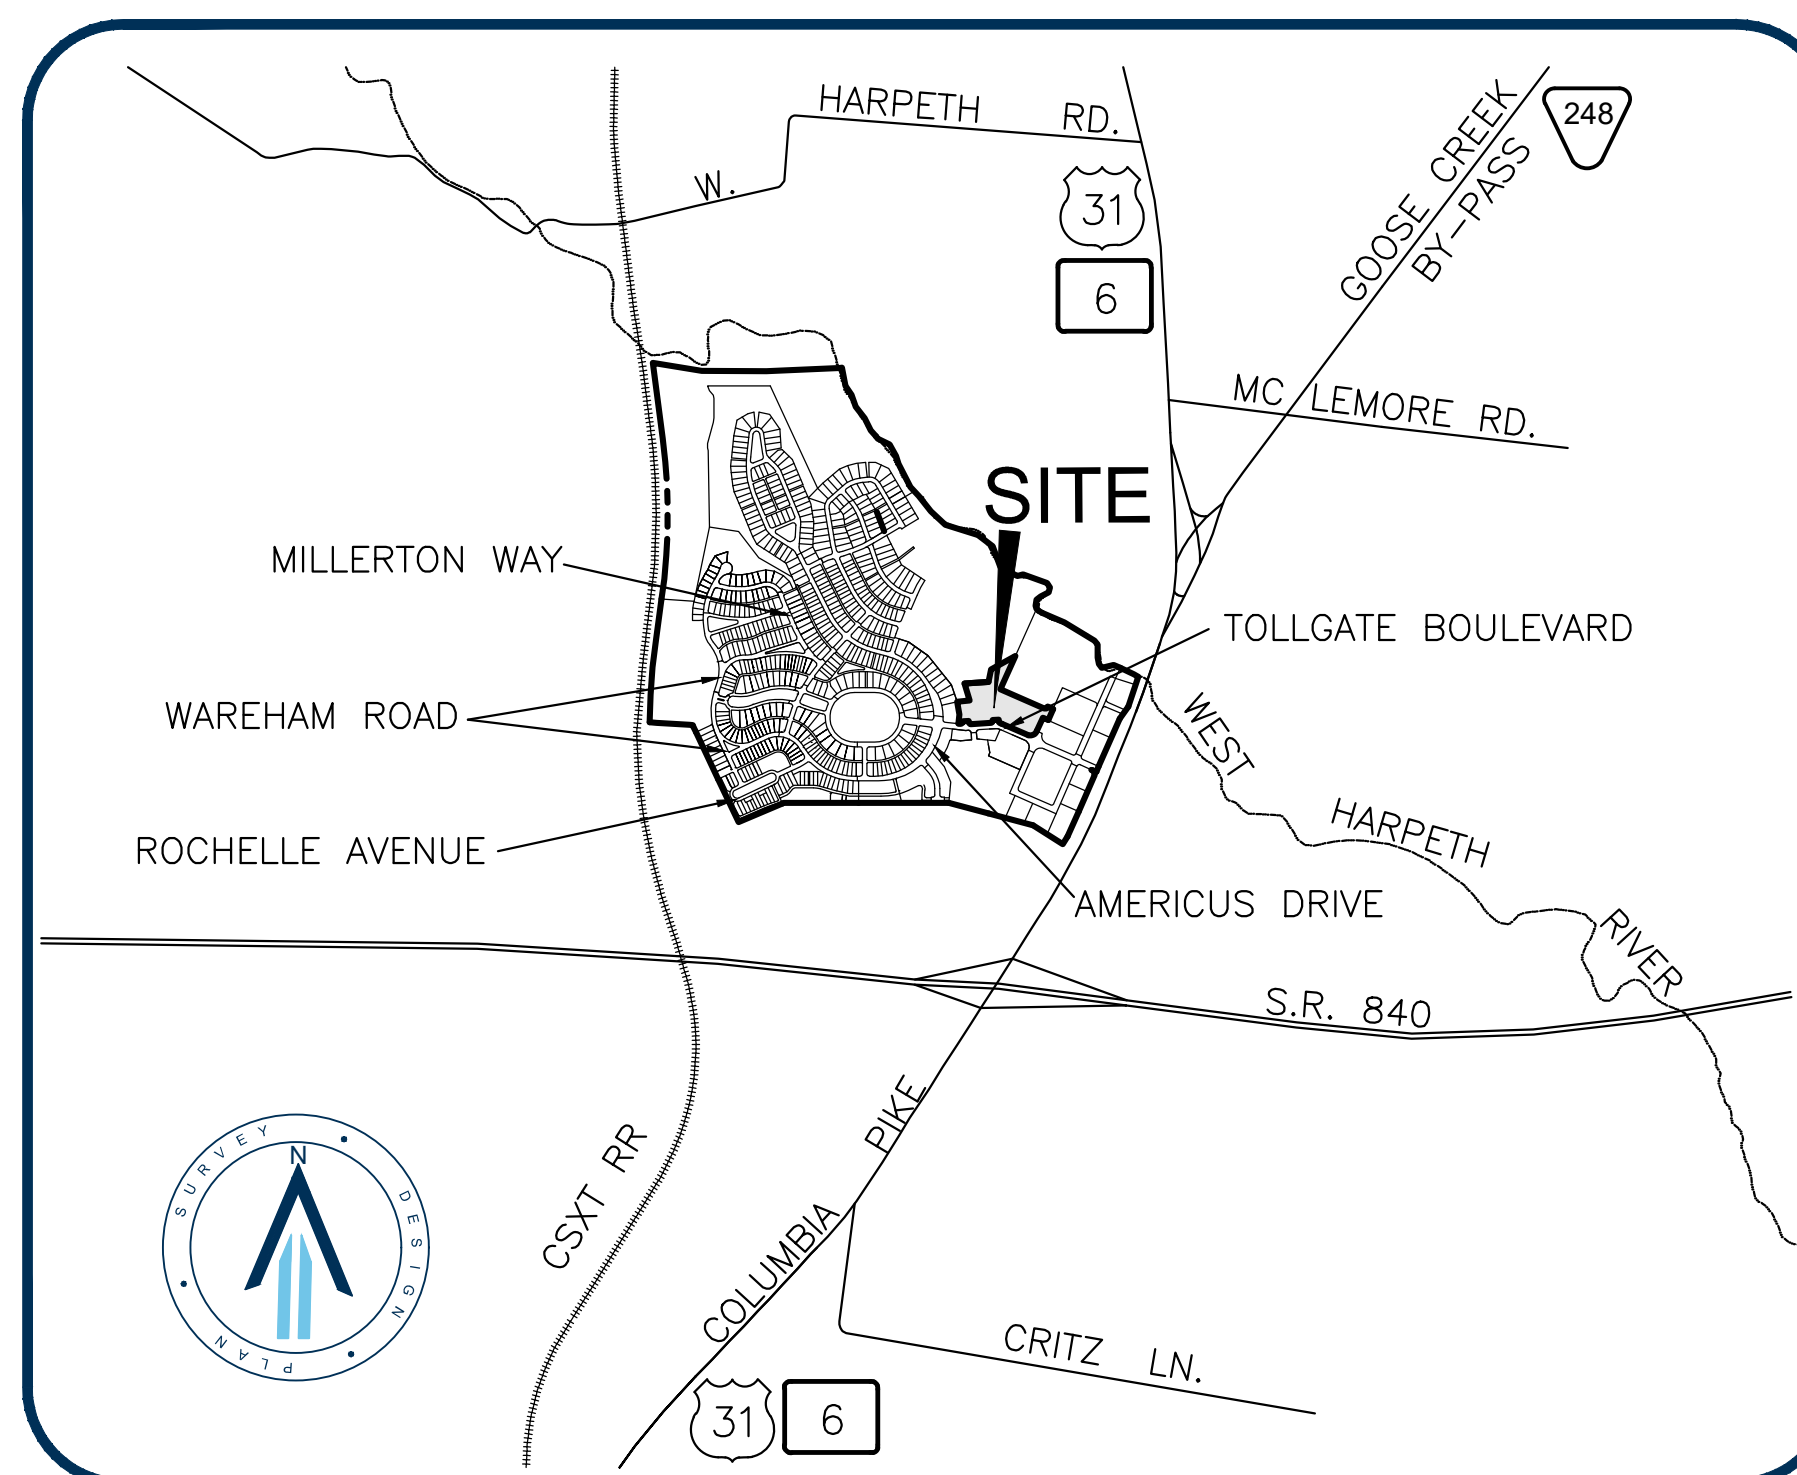 HARPETH RD.
248
W.
31
GOOSE CREEK
BY-PASS
6
MC LEMORE RD.
SITE
MILLERTON WAY
TOLLGATE BOULEVARD
WAREHAM ROAD
WEST
HARPETH
RIVER
ROCHELLE AVENUE
AMERICUS DRIVE
S.R. 840
PIKE
COLUMBIA
CSXT RR
N
SURVEY
DESIGN
PLAN
CRITZ LN.
31
6